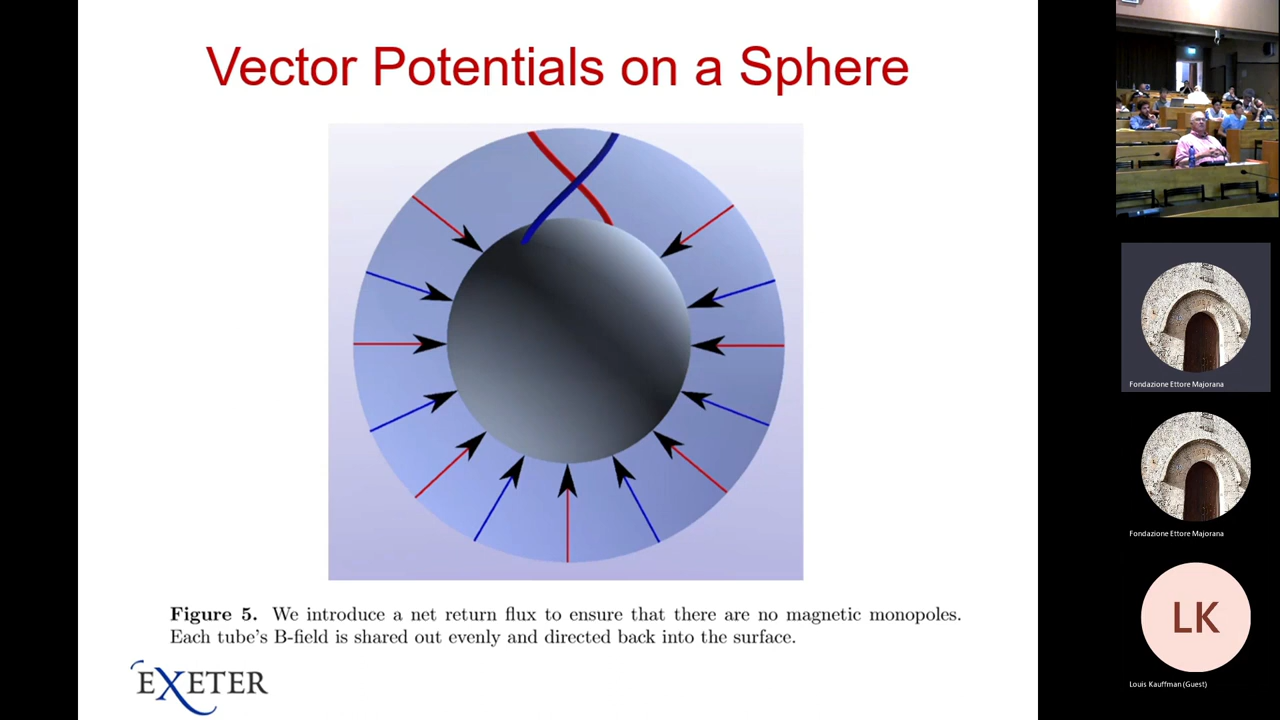 Vector Potentials on a Sphere
Figure 5. We introduce a net return flux to ensure that there are no magnetic monopoles.
Each tube's B-field is shared out evenly and directed back into the surface.
EXETER
Fondazione Ettore Majorana
Fondazione Ettore Majorana
LK
Louis Kauffman (Guest)